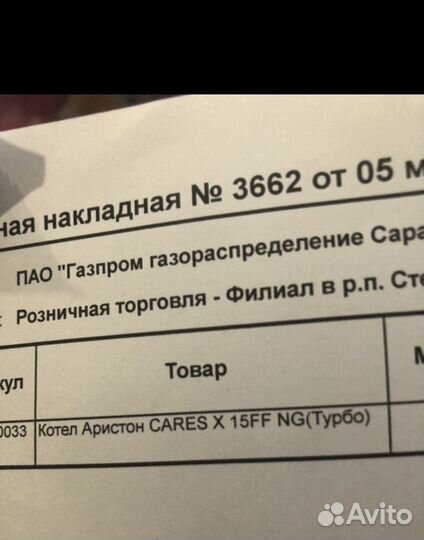 ная накладная № 3662 от 05 м
ПАО "Газпром газораспределение Сара
: Розничная торговля - Филиал в р.п. Сте
кул Товар М
0033 Котел Аристон CARES X 15FF NG(Турбо)
Avito